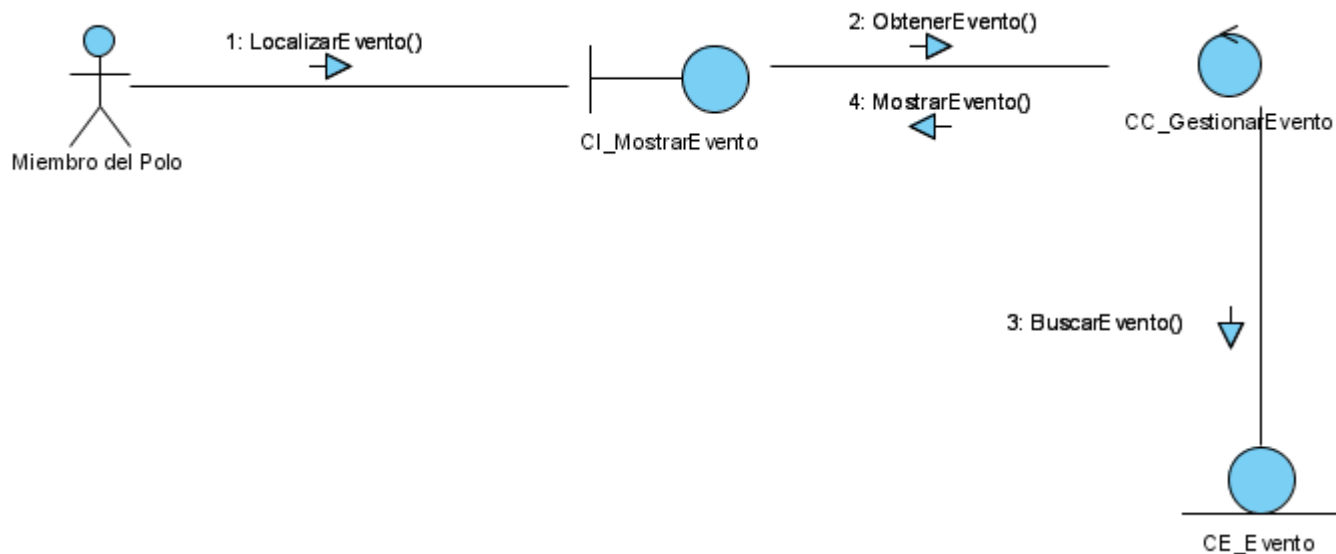 1: LocalizarEvento()
2: ObtenerEvento()
4: MostrarEvento()
CI_MostrarEvento
CC_GestionarEvento
Miembro del Polo
3: BuscarEvento()
CE_Evento